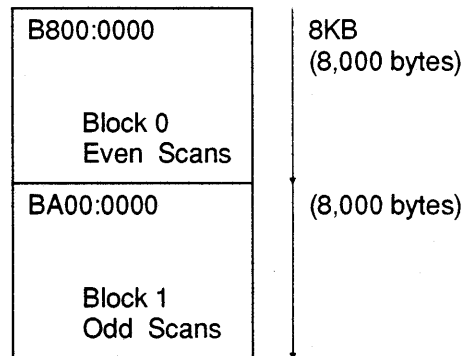 B800:0000
8KB
(8,000 bytes)
Block 0
Even Scans
BA00:0000
(8,000 bytes)
Block 1
Odd Scans